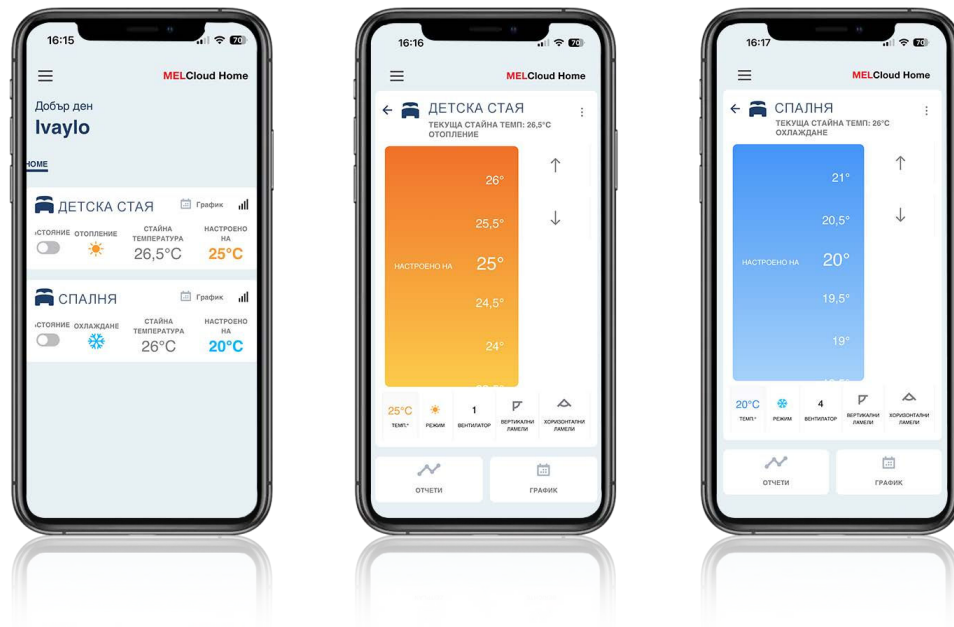 16:15
70
MELCloud Home
Добър ден
Ivaylo
HOME
ДЕТСКА СТАЯ
График
ОТОПЛЕНИЕ
СТАЙНА
ТЕМПЕРАТУРА
26,5°C
НАСТРОЕНО
НА
25°C
СПАЛНЯ
График
ОХЛАЖДАНЕ
СТАЙНА
ТЕМПЕРАТУРА
26°C
НАСТРОЕНО
НА
20°C
16:16
70
MELCloud Home
ДЕТСКА СТАЯ
ТЕКУЩА СТАЙНА ТЕМП: 26,5°C
ОТОПЛЕНИЕ
26°
25,5°
НАСТРОЕНО НА 25°
24,5°
24°
25°C
ТЕМП.°
РЕЖИМ
1
ВЕНТИЛАТОР
ВЕРТИКАЛНИ
ЛАМЕЛИ
ХОРИЗОНТАЛНИ
ЛАМЕЛИ
ОТЧЕТИ
ГРАФИК
16:17
70
MELCloud Home
СПАЛНЯ
ТЕКУЩА СТАЙНА ТЕМП: 26°C
ОХЛАЖДАНЕ
21°
20,5°
НАСТРОЕНО НА 20°
19,5°
19°
20°C
ТЕМП.°
РЕЖИМ
4
ВЕНТИЛАТОР
ВЕРТИКАЛНИ
ЛАМЕЛИ
ХОРИЗОНТАЛНИ
ЛАМЕЛИ
ОТЧЕТИ
ГРАФИК